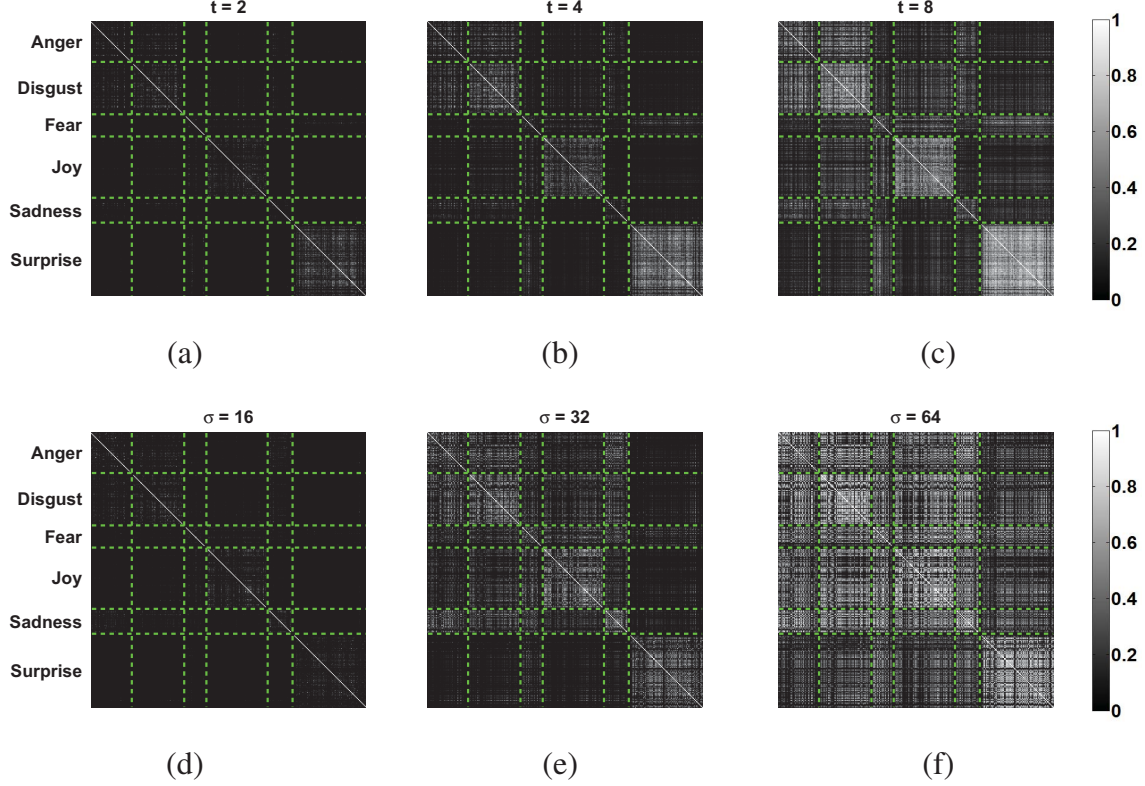 t = 2 t = 4 t = 8
Anger
Disgust
Fear
Joy
Sadness
Surprise
1
0.8
0.6
0.4
0.2
0
(a) (b) (c)
σ = 16 σ = 32 σ = 64
Anger
Disgust
Fear
Joy
Sadness
Surprise
1
0.8
0.6
0.4
0.2
0
(d) (e) (f)